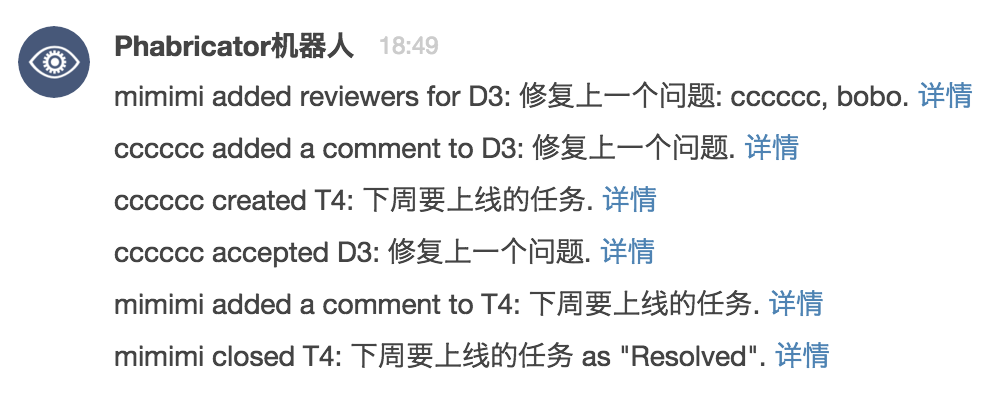 Phabricator机器人 18:49
mimimi added reviewers for D3: 修复上一个问题: cccccc, bobo. 详情
cccccc added a comment to D3: 修复上一个问题. 详情
cccccc created T4: 下周要上线的任务. 详情
cccccc accepted D3: 修复上一个问题. 详情
mimimi added a comment to T4: 下周要上线的任务. 详情
mimimi closed T4: 下周要上线的任务 as "Resolved". 详情